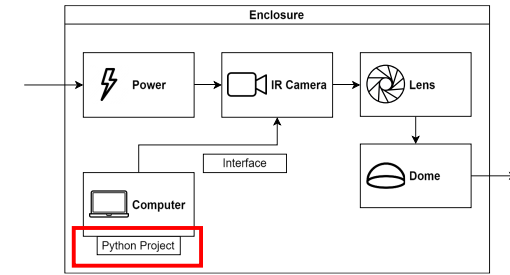 Enclosure
Power
IR Camera
Lens
Interface
Dome
Computer
Python Project